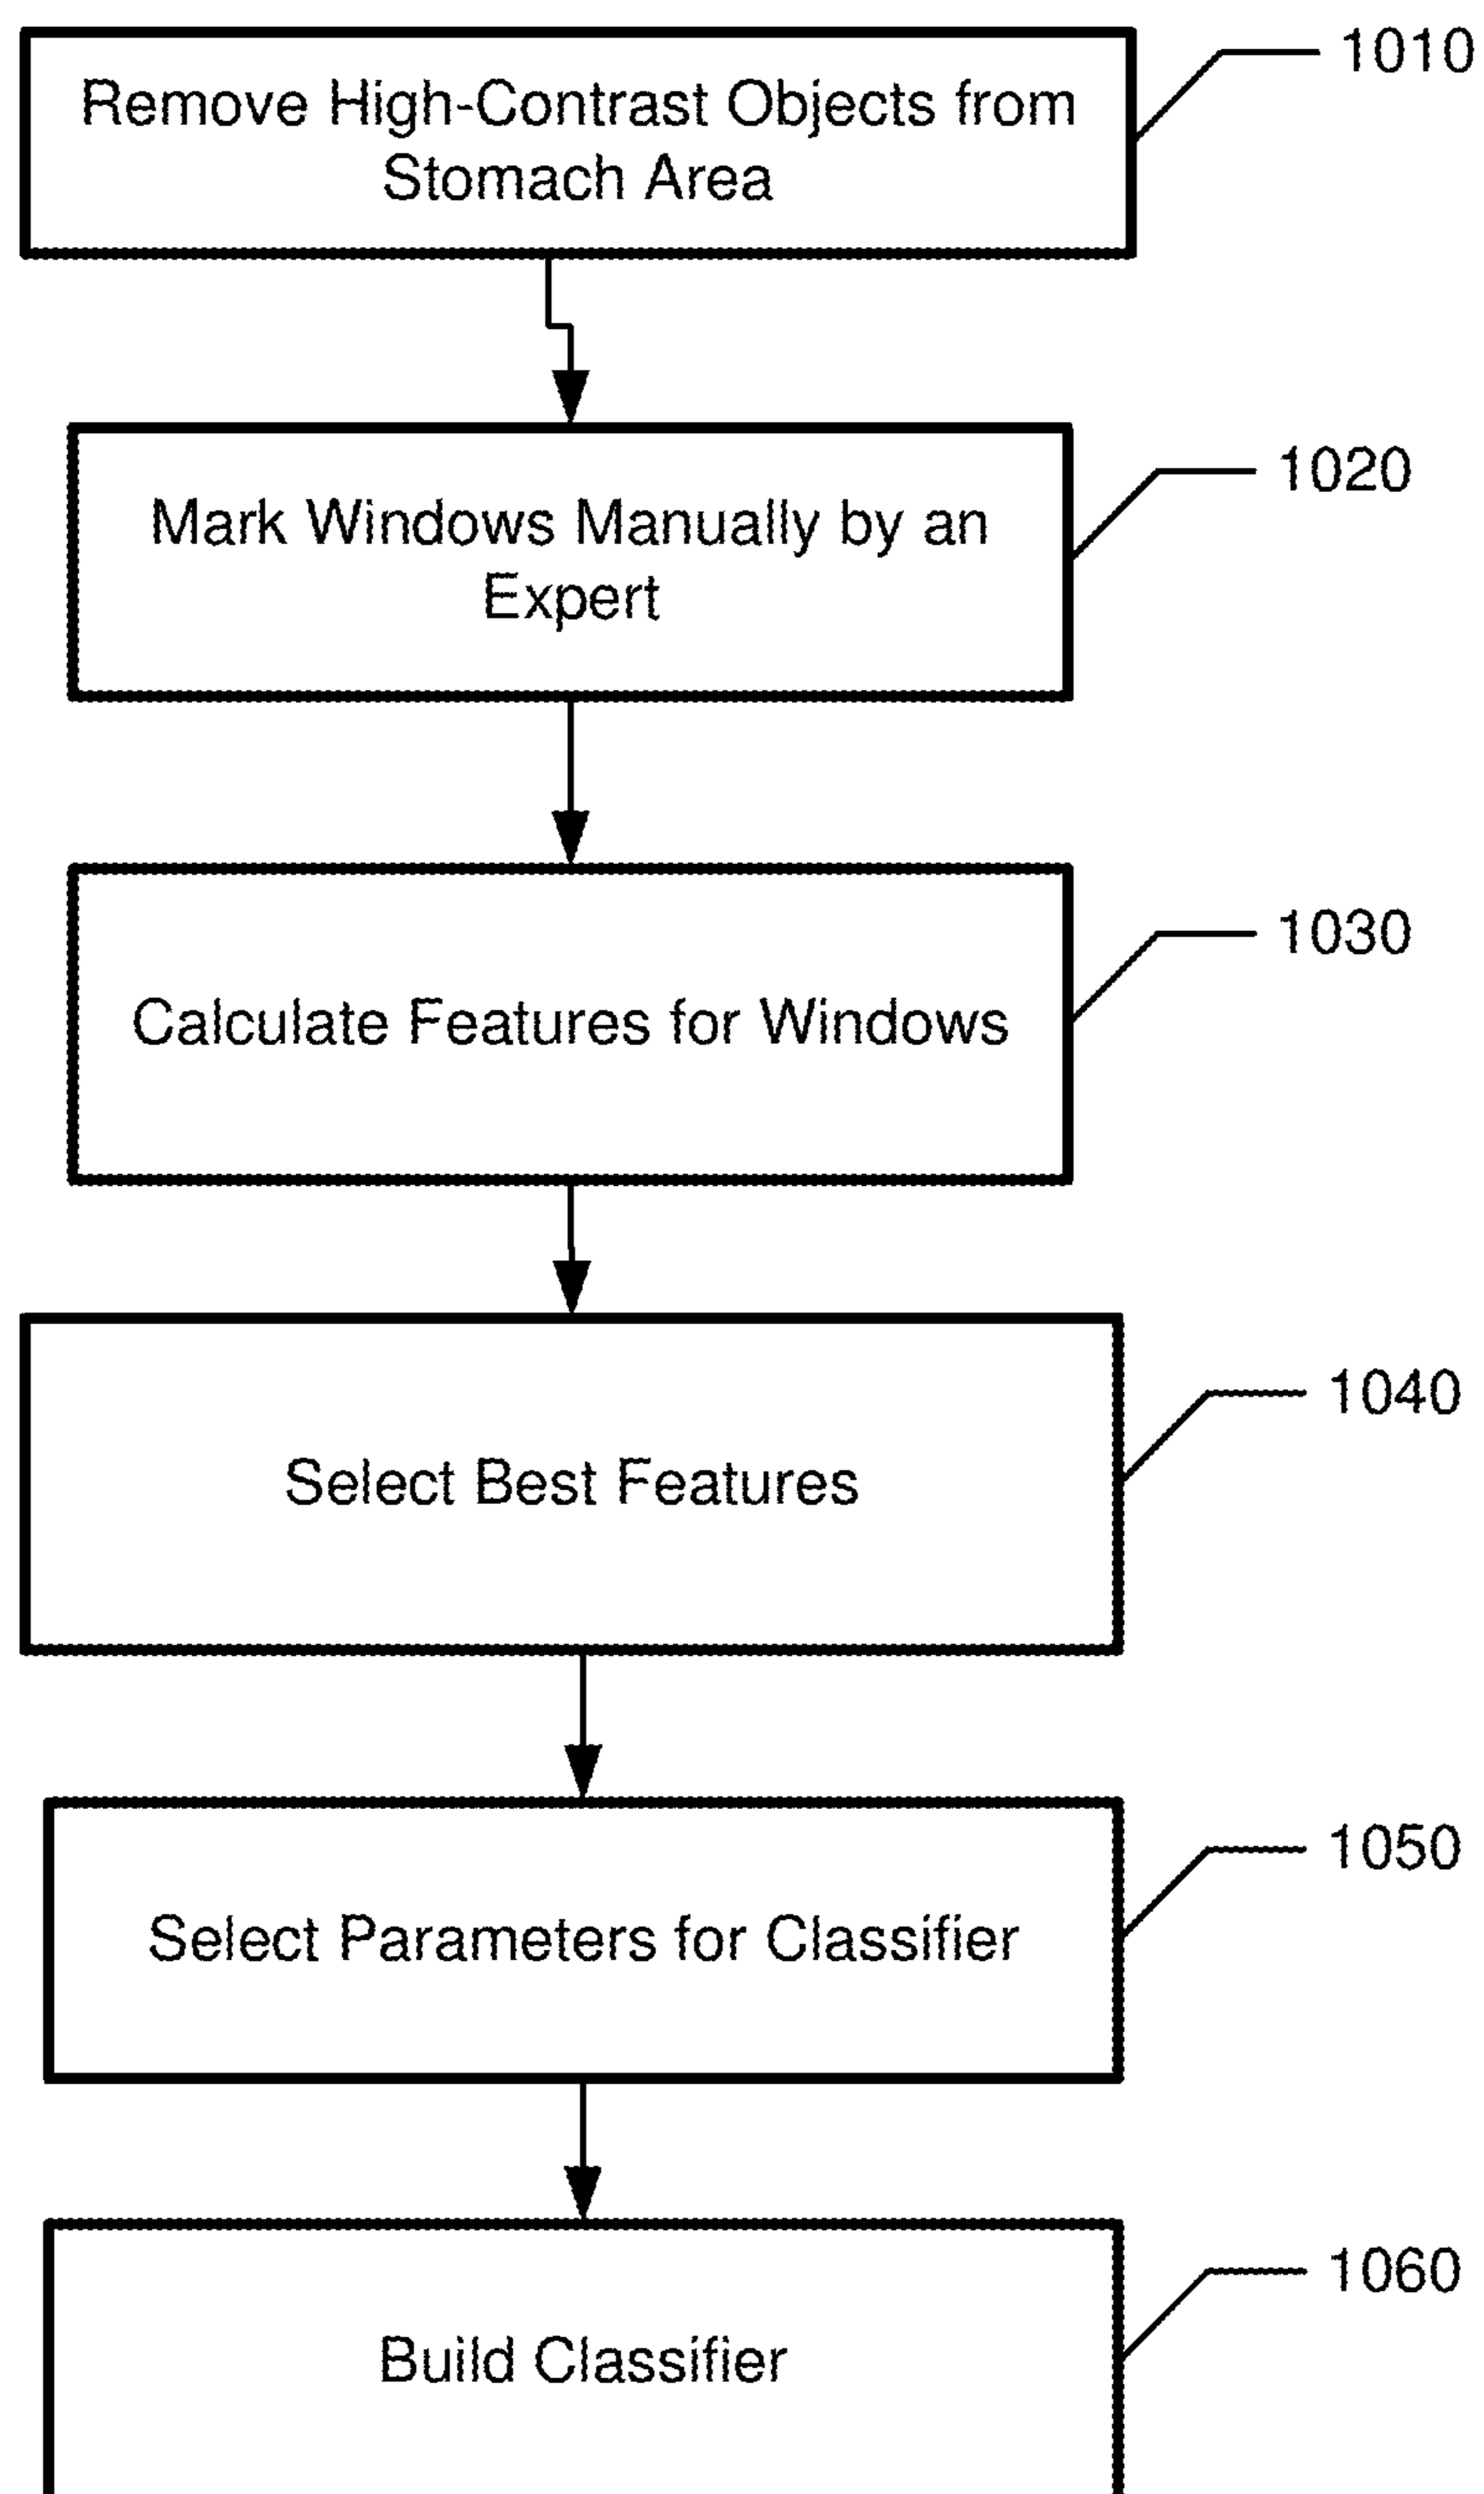 1010
Remove High-Contrast Objects from
Stomach Area
1020
Mark Windows Manually by an
Expert
1030
Calculate Features for Windows
1040
Select Best Features
1050
Select Parameters for Classifier
1060
Build Classifier